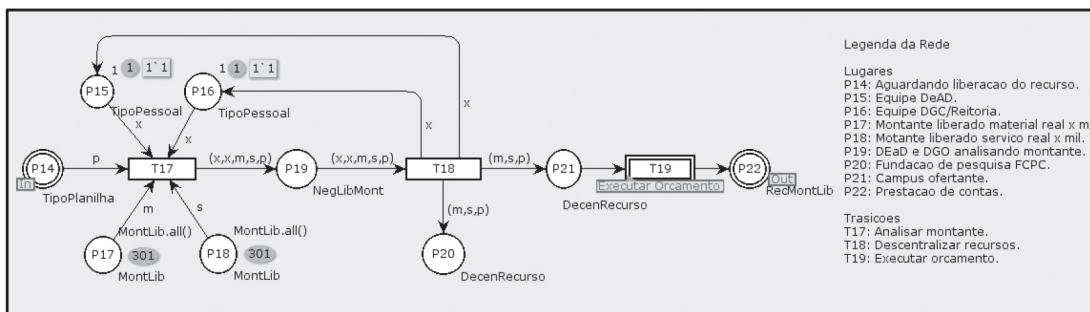 Legenda da Rede
Lugares
P14: Aguardando liberacao do recurso.
P15: Equipe DeAD.
P16: Equipe DGC/Reitoria.
P17: Montante liberado material real x m
P18: Motante liberado servico real x mil.
P19: DEaD e DGO analisando montante.
P20: Fundacao de pesquisa FCPC.
P21: Campus ofertante.
P22: Prestacao de contas.
Trasicoes
T17: Analisar montante.
T18: Descentralizar recursos.
T19: Executar orcamento.
1 1 1`1
P15
TipoPessoal
x
1 1 1`1
P16
TipoPessoal
x
x
x
P14
In
TipoPlanilha
p
T17
(x,x,m,s,p)
P19
NegLibMont
(x,x,m,s,p)
T18
(m,s,p)
P21
DecenRecurso
T19
Executar Orcamento
P22
Out
RecMontLib
m
s
MontLib.all()
P17
301
MontLib
MontLib.all()
P18
301
MontLib
(m,s,p)
P20
DecenRecurso